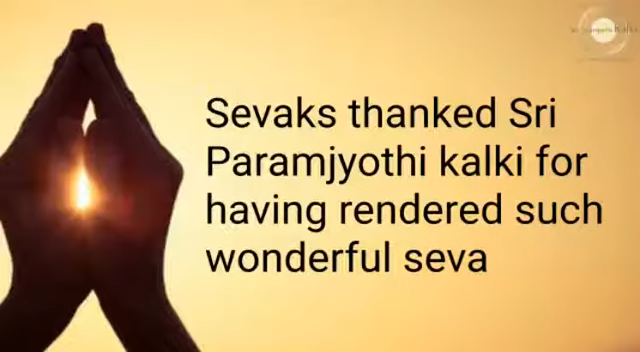 Sevaks thanked Sri
Paramjyothi kalki for
having rendered such
wonderful seva